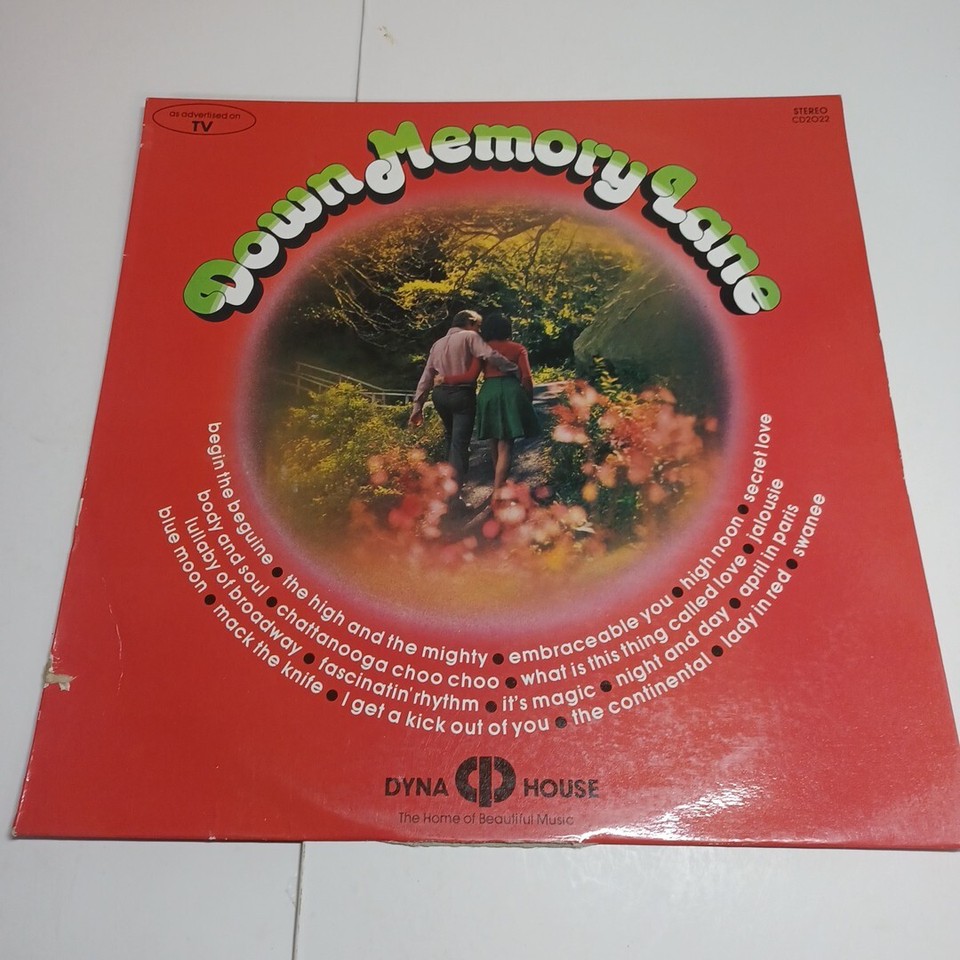 as advertised on
TV
STEREO
CD2022
Down Memory Lane
begin the beguine ● the high and the mighty ● embraceable you ● high noon ● secret love
body and soul ● chattanooga choo choo ● what is this thing called love ● jalousie
lullaby of broadway ● fascinatin' rhythm ● it's magic ● night and day ● april in paris
blue moon ● mack the knife ● I get a kick out of you ● the continental ● lady in red ● swanee
DYNA HOUSE
The Home of Beautiful Music